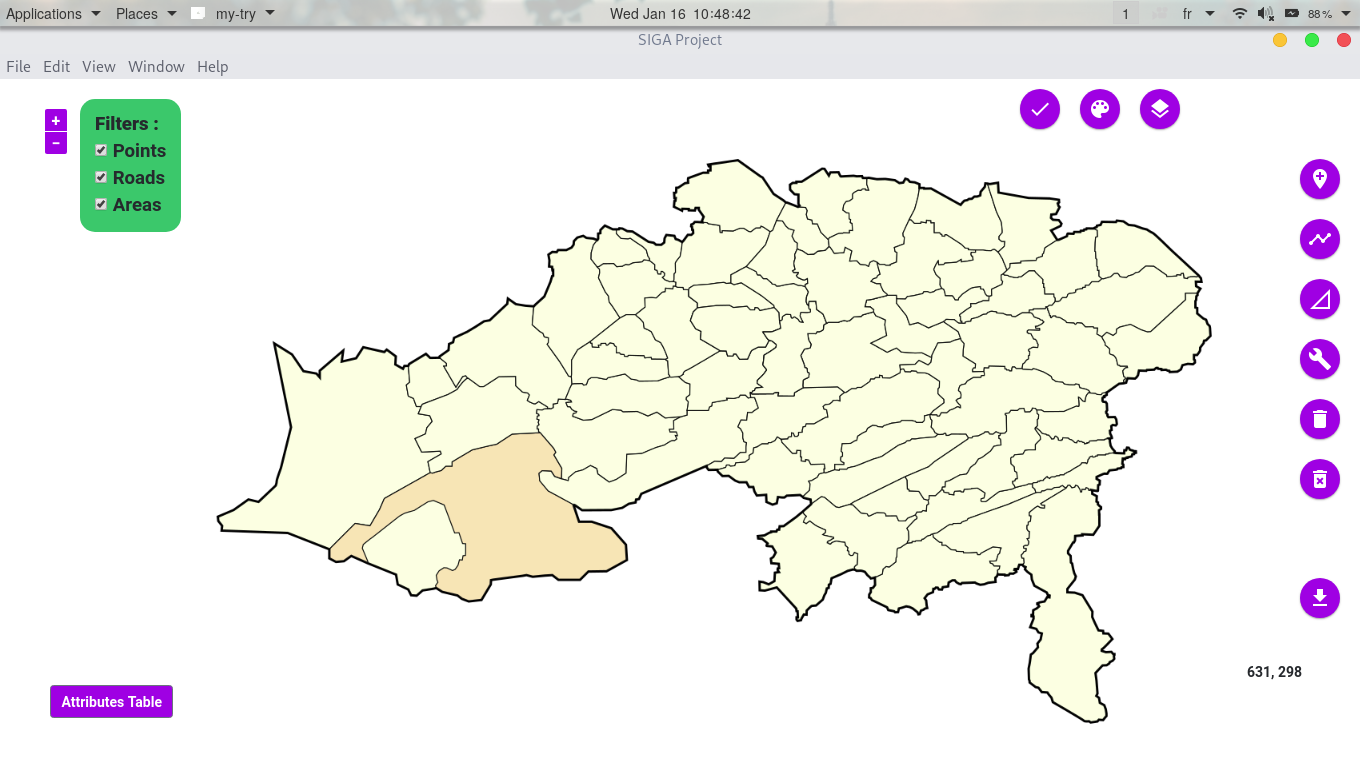 Applications Places my-try Wed Jan 16 10:48:42 1 fr 88%
SIGA Project
File Edit View Window Help
+
-
Filters :
Points
Roads
Areas
631, 298
Attributes Table